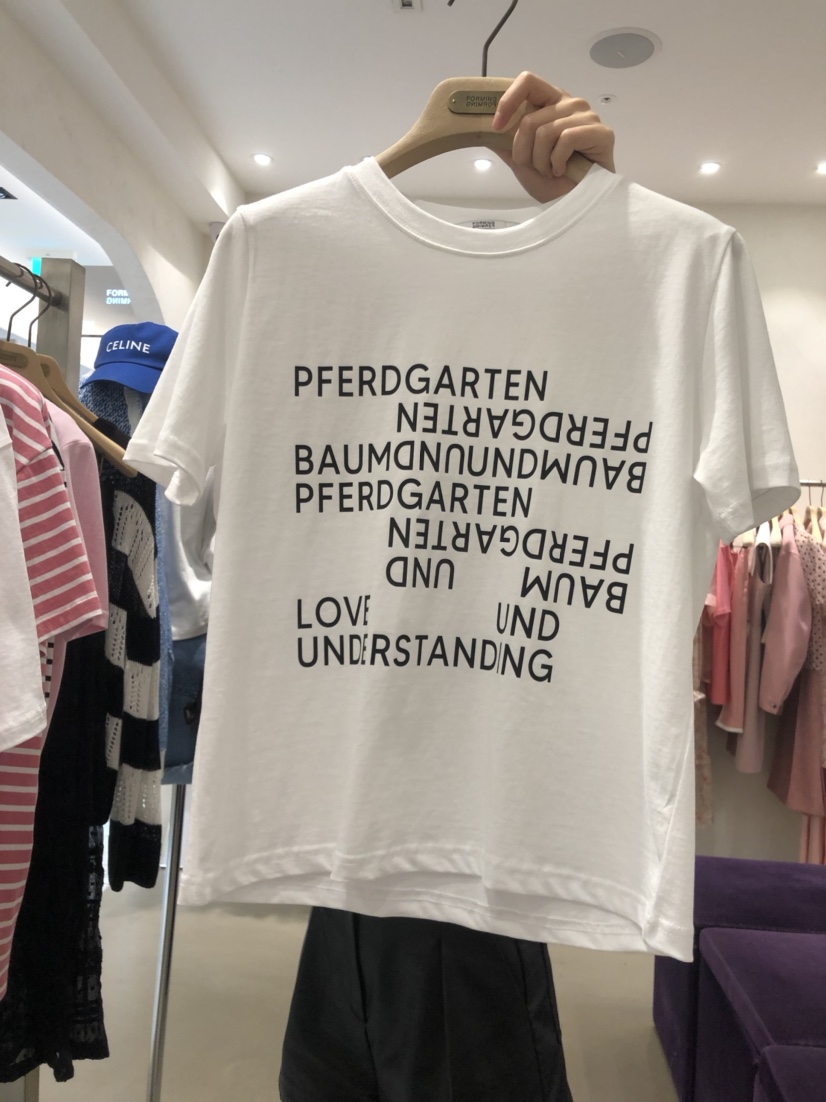 CELINE
PFERDGARTEN
PFERDGARTEN
BAUMUNDUNDBAUM
PFERDGARTEN
PFERDGARTEN
UND BAUM
LOVE UND
UNDERSTANDING